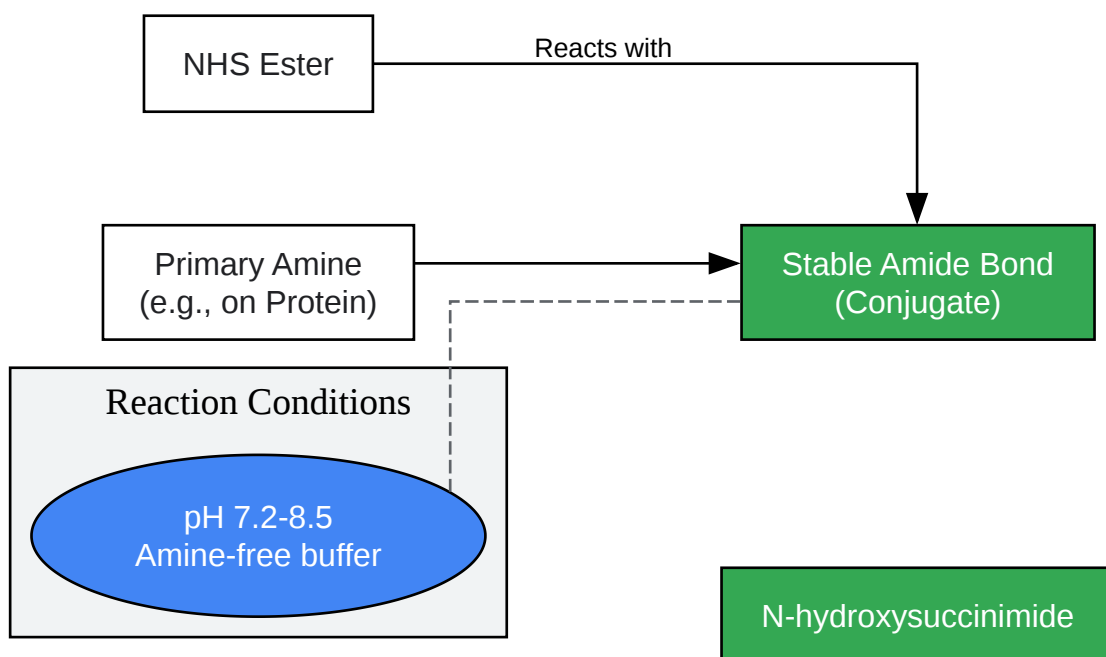 NHS Ester
Reacts with
Primary Amine
(e.g., on Protein)
Stable Amide Bond
(Conjugate)
Reaction Conditions
pH 7.2-8.5
Amine-free buffer
N-hydroxysuccinimide